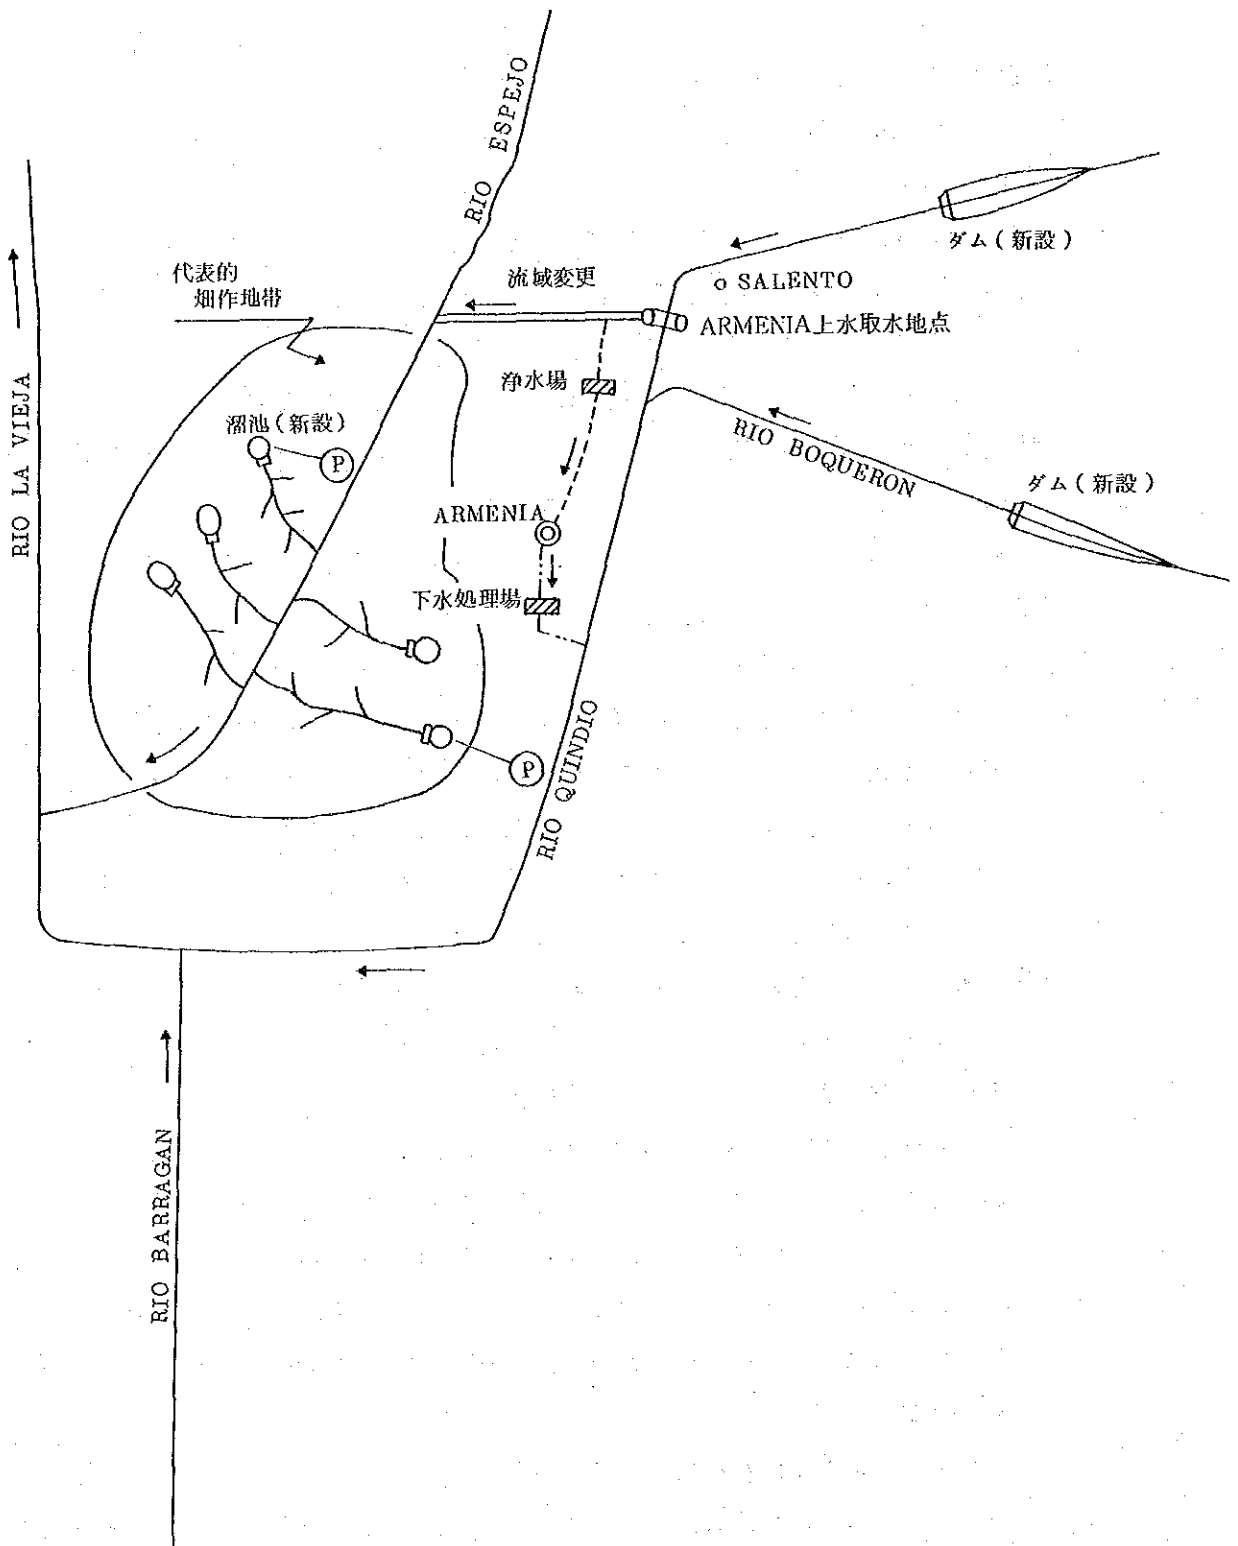 RIO ESPEJO
ダム(新設)
代表的
畑作地帯
流域変更
SALENTO
ARMENIA上水取水地点
RIO LA VIEJA
浄水場
溜池(新設)
P
RIO BOQUERON
ダム(新設)
ARMENIA
下水処理場
P
RIO QUINDIO
RIO BARRAGAN